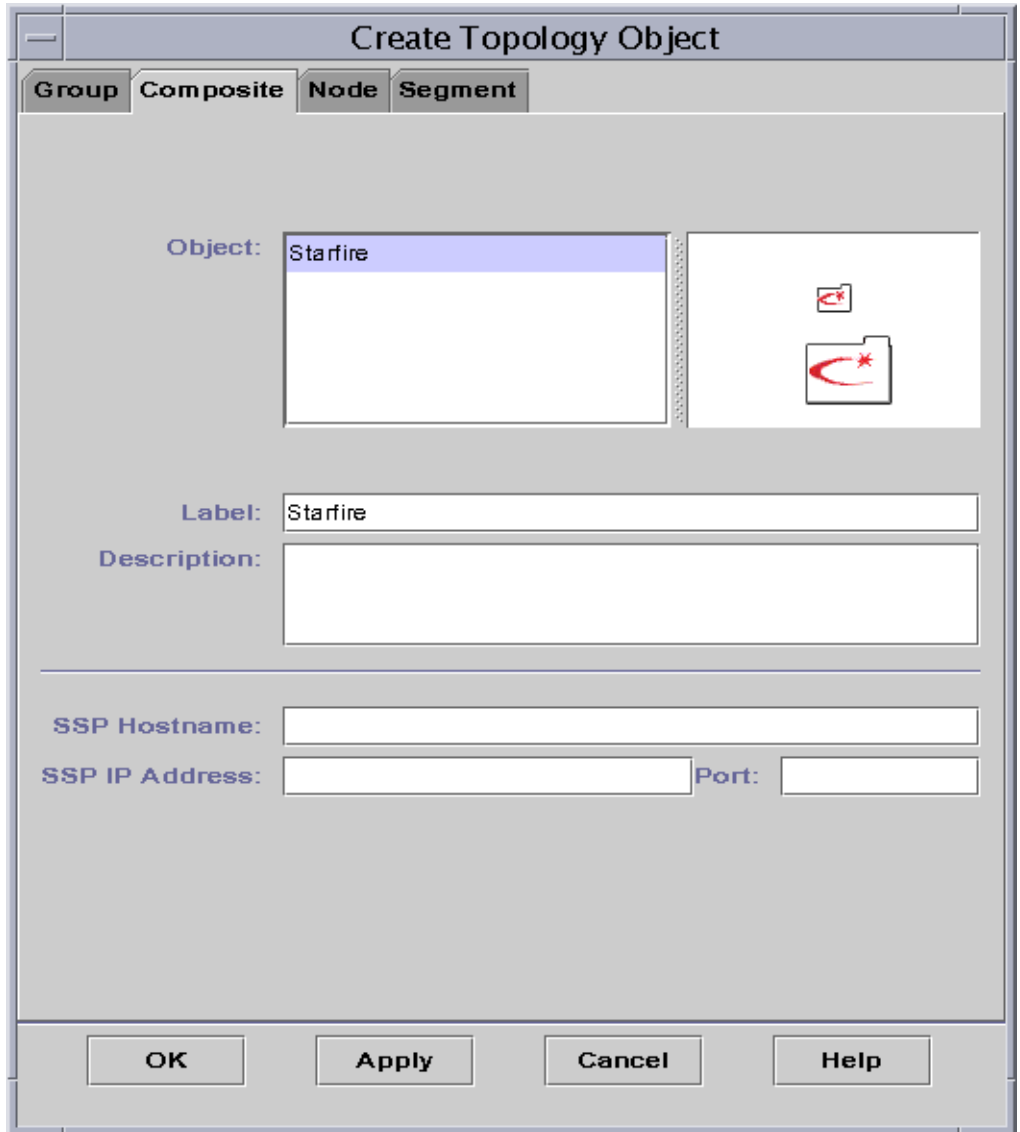 Create Topology Object
Group Composite Node Segment
Object: Starfire
Label: Starfire
Description:
SSP Hostname:
SSP IP Address: Port:
OK Apply Cancel Help